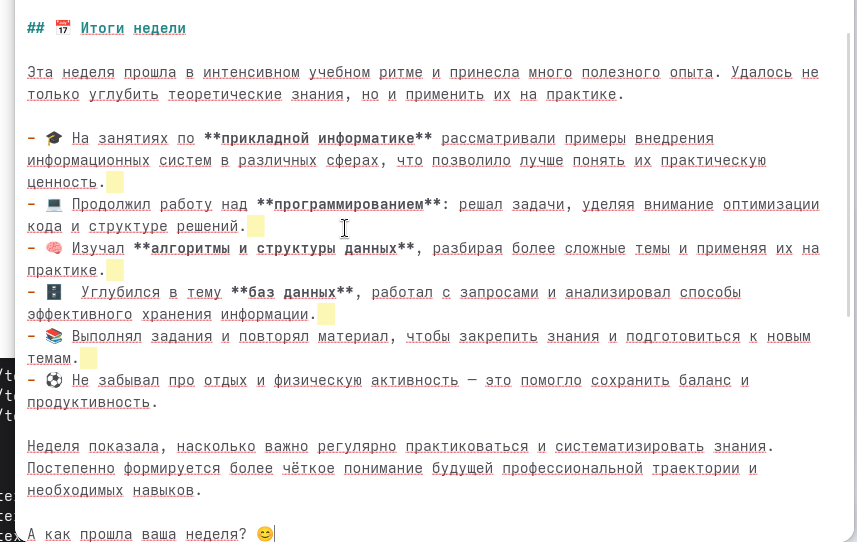 ## 📅 Итоги недели
Эта неделя прошла в интенсивном учебном ритме и принесла много полезного опыта. Удалось не
только углубить теоретические знания, но и применить их на практике.
- 🎓 На занятиях по **прикладной информатике** рассматривали примеры внедрения
информационных систем в различных сферах, что позволило лучше понять их практическую
ценность.
- 💻 Продолжил работу над **программированием**: решал задачи, уделяя внимание оптимизации
кода и структуре решений.
- 🧠 Изучал **алгоритмы и структуры данных**, разбирая более сложные темы и применяя их на
практике.
- 🗄️ Углубился в тему **баз данных**, работал с запросами и анализировал способы
эффективного хранения информации.
- 📚 Выполнял задания и повторял материал, чтобы закрепить знания и подготовиться к новым
темам.
- ⚽ Не забывал про отдых и физическую активность — это помогло сохранить баланс и
продуктивность.
Неделя показала, насколько важно регулярно практиковаться и систематизировать знания.
Постепенно формируется более чёткое понимание будущей профессиональной траектории и
необходимых навыков.
А как прошла ваша неделя? 😊